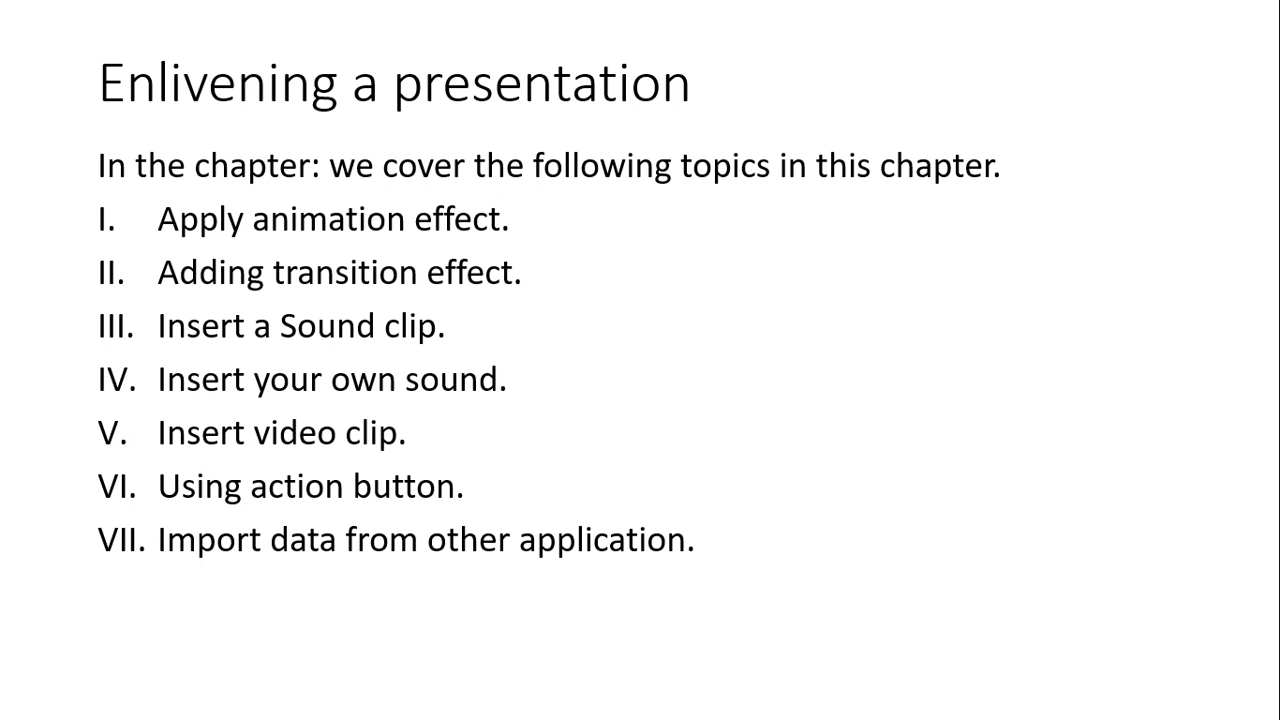 Enlivening a presentation
In the chapter: we cover the following topics in this chapter.
I. Apply animation effect.
II. Adding transition effect.
III. Insert a Sound clip.
IV. Insert your own sound.
V. Insert video clip.
VI. Using action button.
VII. Import data from other application.